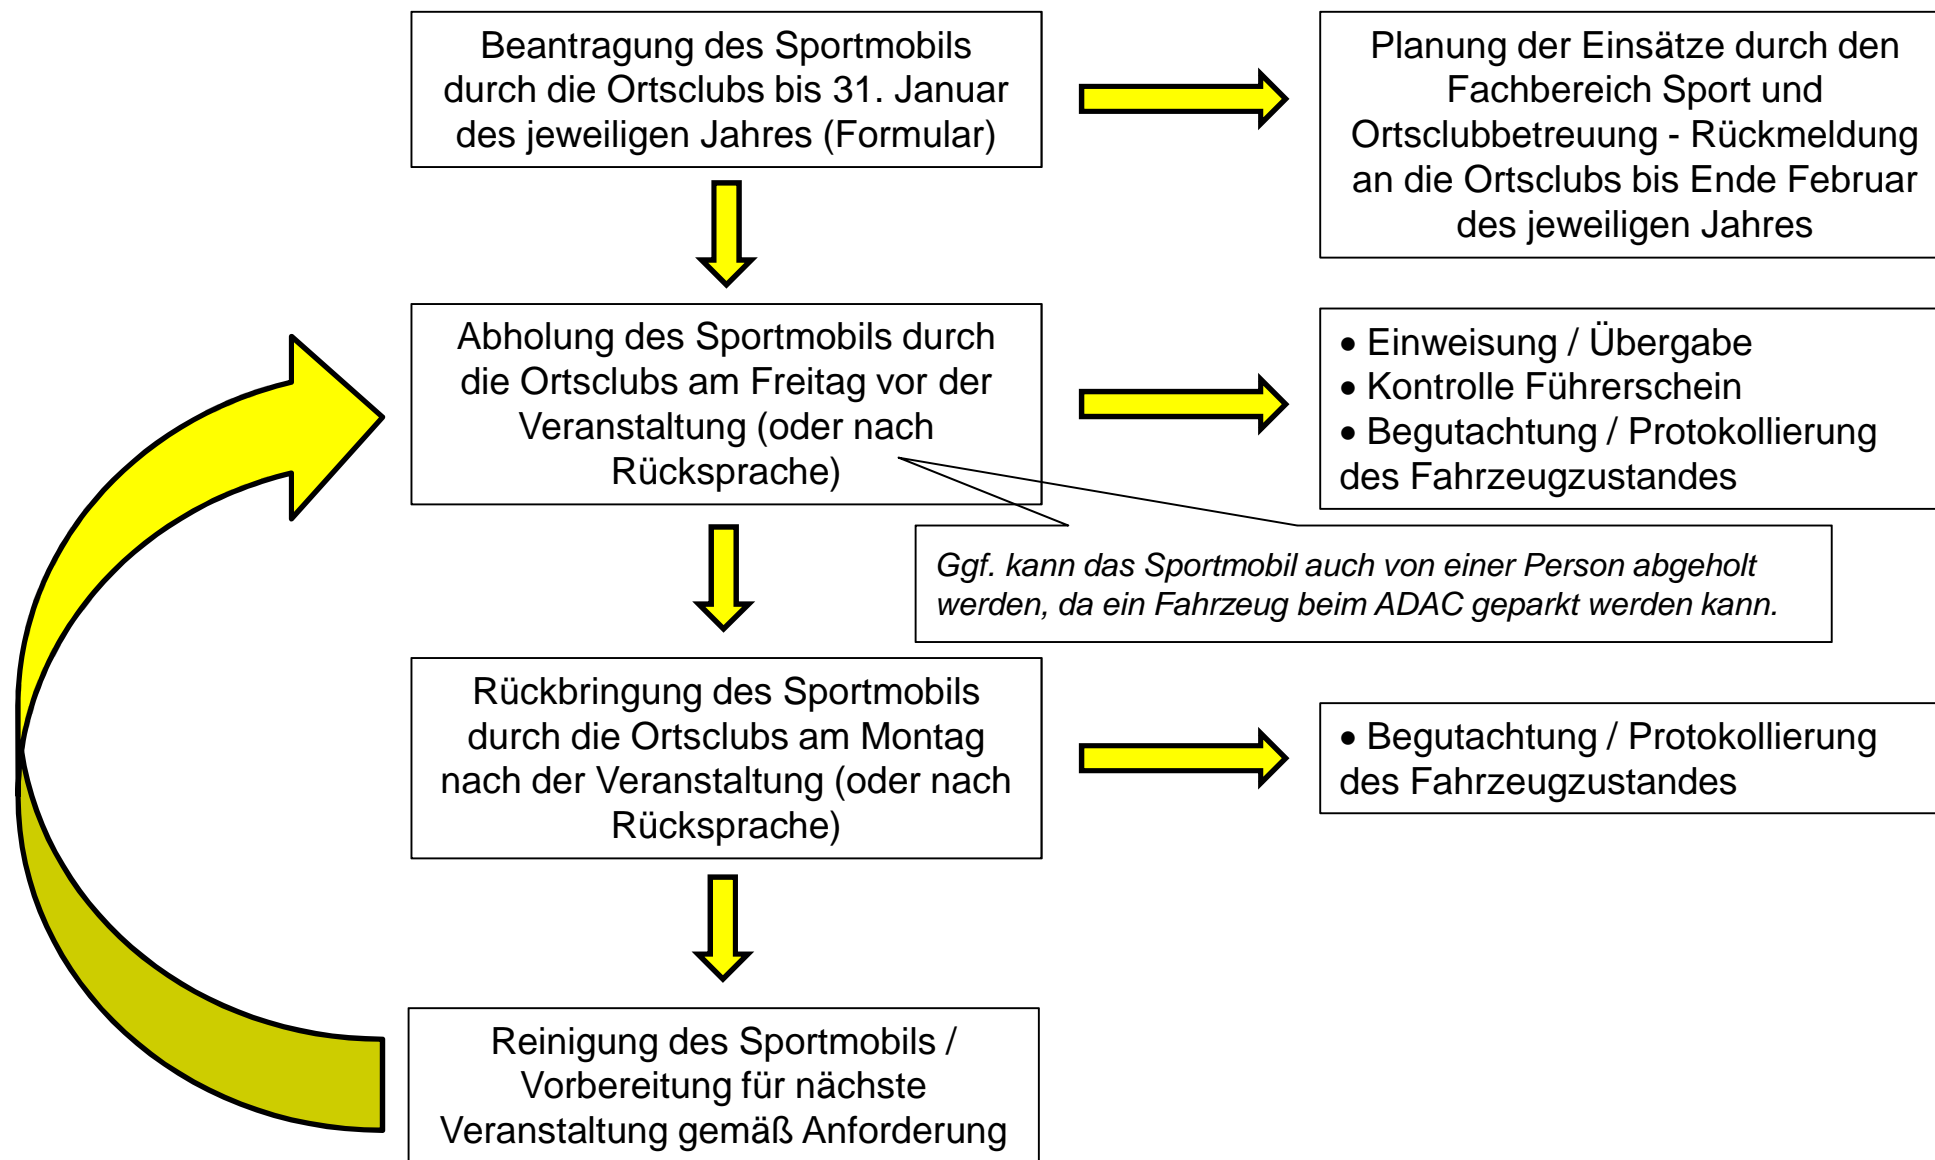 Beantragung des Sportmobils
durch die Ortsclubs bis 31. Januar
des jeweiligen Jahres (Formular)
Planung der Einsätze durch den
Fachbereich Sport und
Ortsclubbetreuung - Rückmeldung
an die Ortsclubs bis Ende Februar
des jeweiligen Jahres
Abholung des Sportmobils durch
die Ortsclubs am Freitag vor der
Veranstaltung (oder nach
Rücksprache)
• Einweisung / Übergabe
• Kontrolle Führerschein
• Begutachtung / Protokollierung
des Fahrzeugzustandes
Ggf. kann das Sportmobil auch von einer Person abgeholt
werden, da ein Fahrzeug beim ADAC geparkt werden kann.
Rückbringung des Sportmobils
durch die Ortsclubs am Montag
nach der Veranstaltung (oder nach
Rücksprache)
• Begutachtung / Protokollierung
des Fahrzeugzustandes
Reinigung des Sportmobils /
Vorbereitung für nächste
Veranstaltung gemäß Anforderung